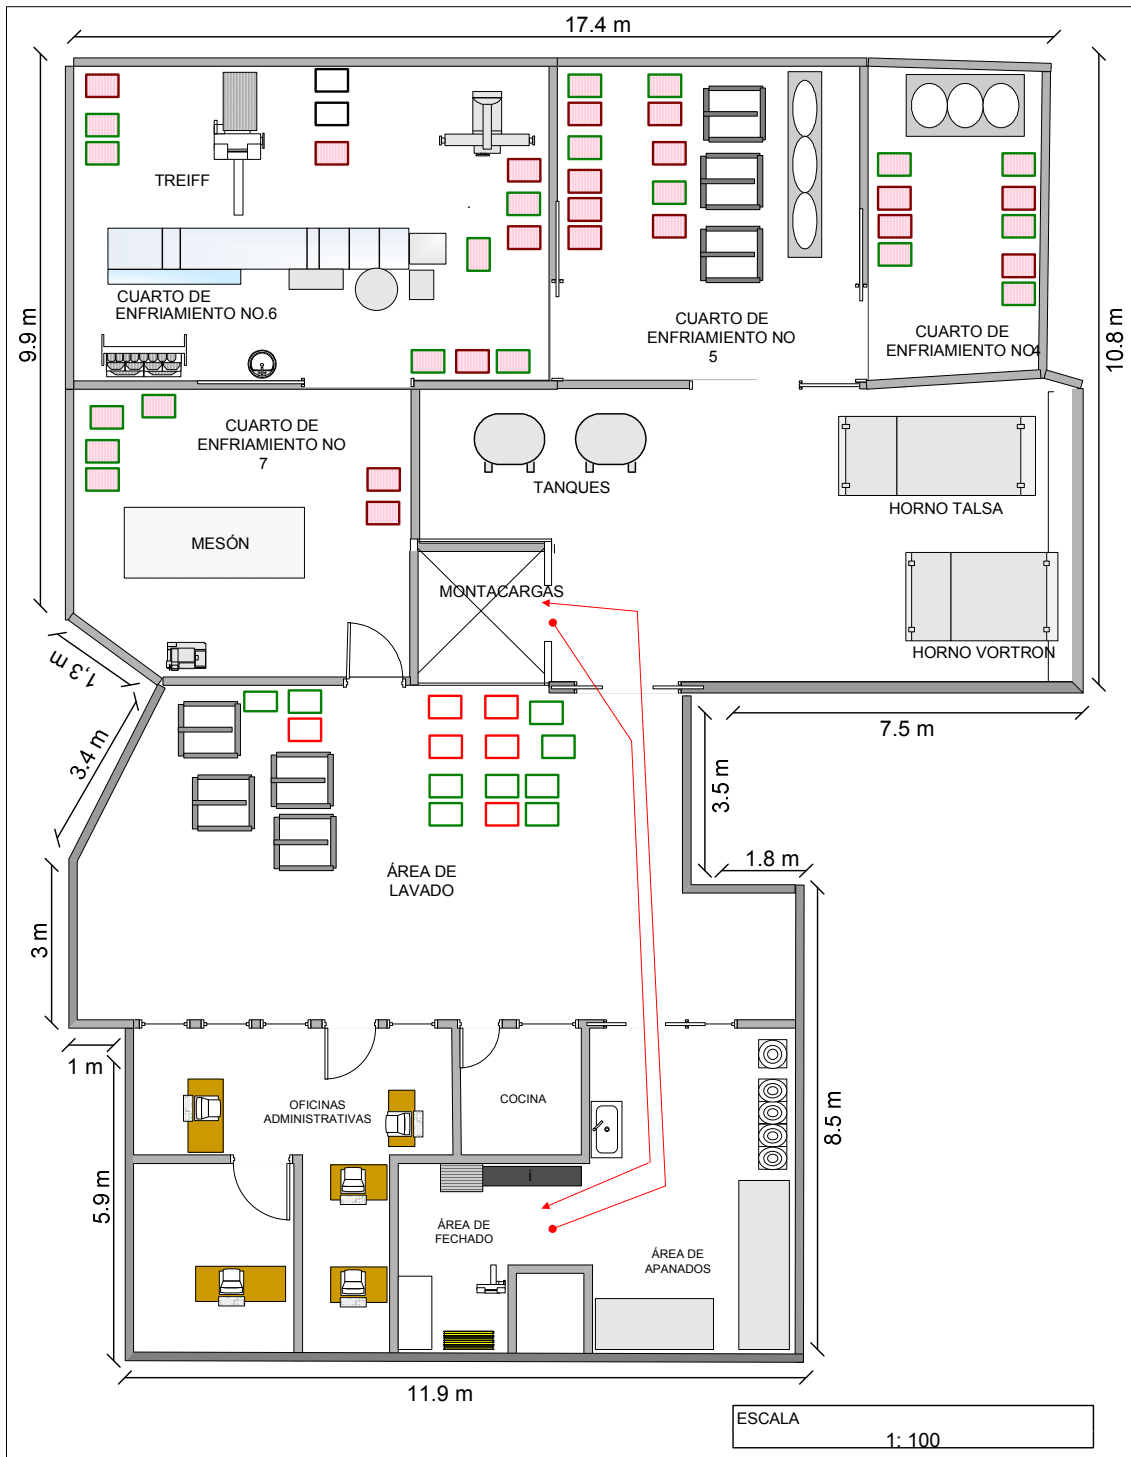 17.4 m
TREIFF
CUARTO DE
ENFRIAMIENTO NO.6
CUARTO DE
ENFRIAMIENTO NO
5
CUARTO DE
ENFRIAMIENTO NO4
9.9 m
10.8 m
CUARTO DE
ENFRIAMIENTO NO
7
TANQUES
HORNO TALSA
MESÓN
MONTACARGAS
HORNO VORTRON
1,3 m
7.5 m
3.4 m
3.5 m
1.8 m
ÁREA DE
LAVADO
3 m
1 m
OFICINAS
ADMINISTRATIVAS
COCINA
8.5 m
5.9 m
ÁREA DE
FECHADO
ÁREA DE
APANADOS
11.9 m
ESCALA
1: 100